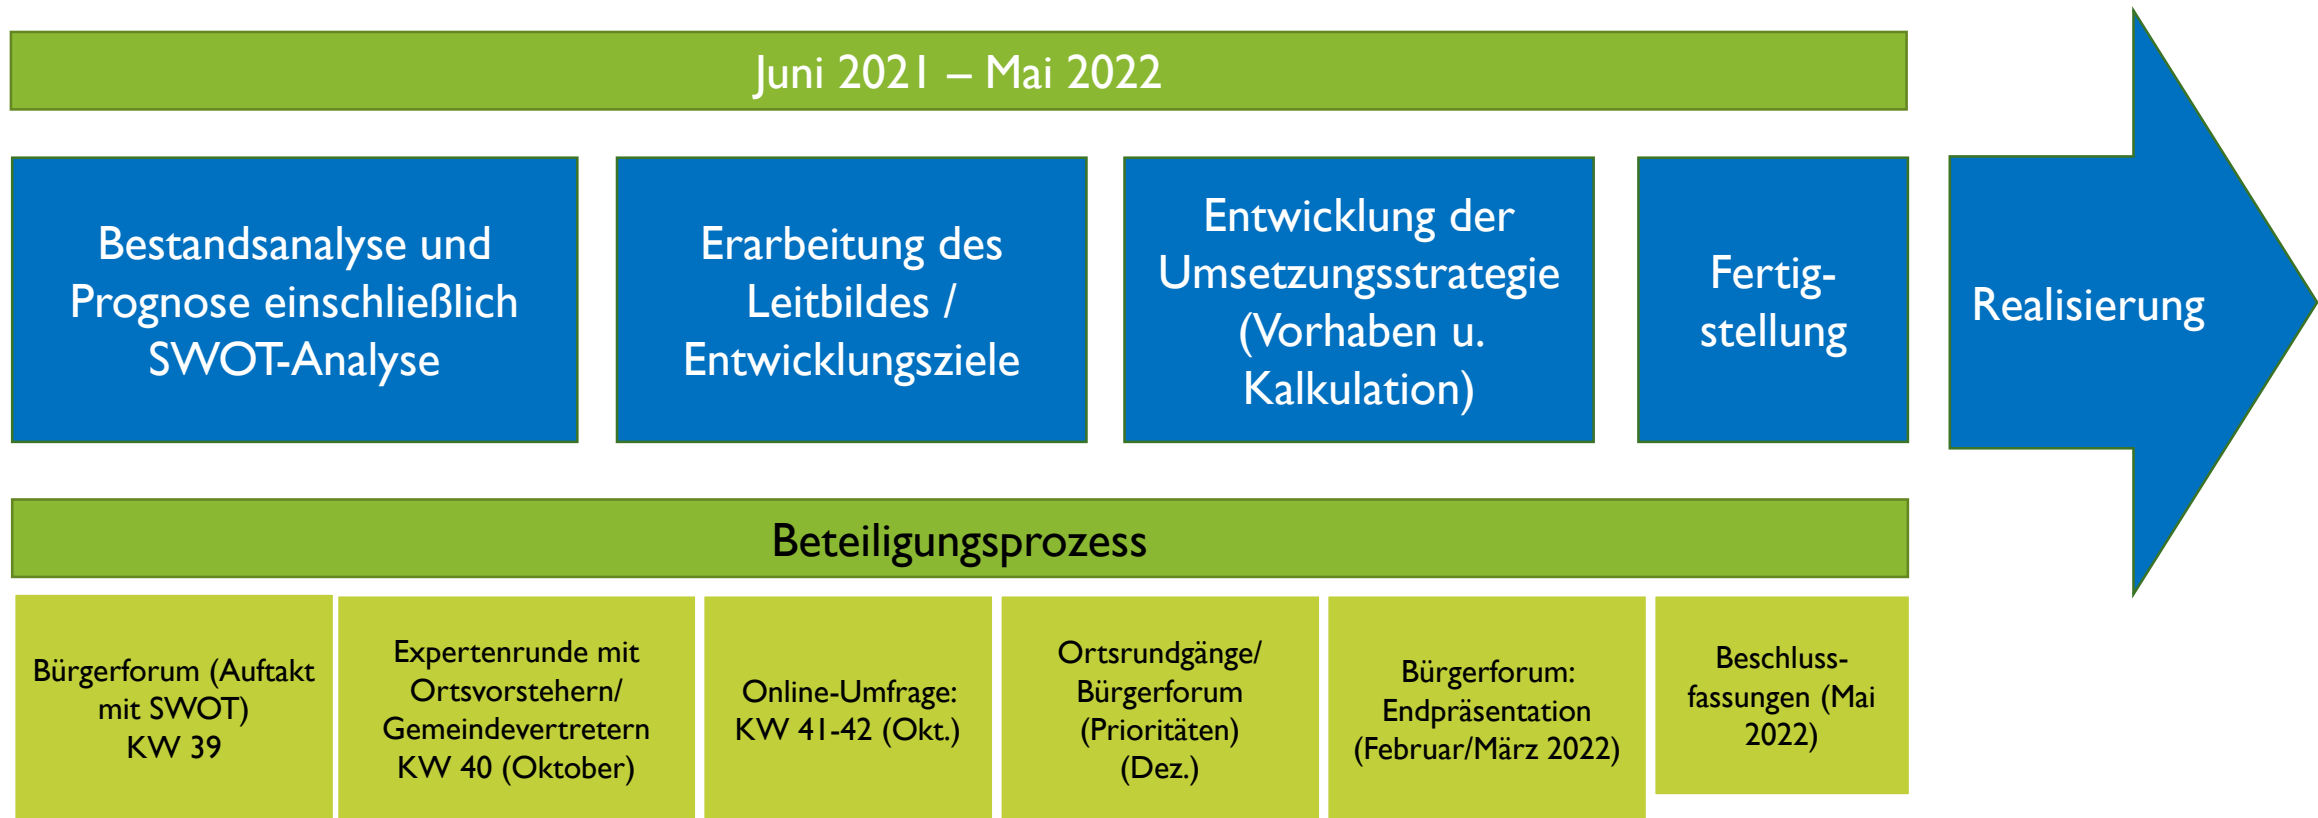 Juni 2021 – Mai 2022
Bestandsanalyse und
Prognose einschließlich
SWOT-Analyse
Erarbeitung des
Leitbildes /
Entwicklungsziele
Entwicklung der
Umsetzungsstrategie
(Vorhaben u.
Kalkulation)
Fertig-
stellung
Realisierung
Beteiligungsprozess
Bürgerforum (Auftakt
mit SWOT)
KW 39
Expertenrunde mit
Ortsvorstehern/
Gemeindevertretern
KW 40 (Oktober)
Online-Umfrage:
KW 41-42 (Okt.)
Ortsrundgänge/
Bürgerforum
(Prioritäten)
(Dez.)
Bürgerforum:
Endpräsentation
(Februar/März 2022)
Beschluss-
fassungen (Mai
2022)